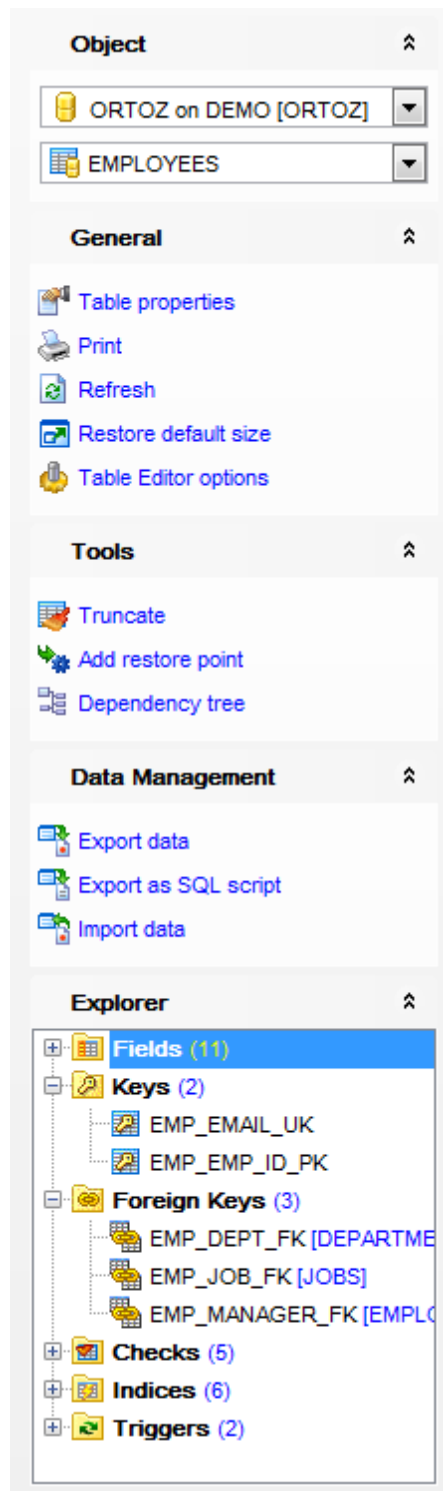 Object
ORTOZ on DEMO [ORTOZ]
EMPLOYEES
General
Table properties
Print
Refresh
Restore default size
Table Editor options
Tools
Truncate
Add restore point
Dependency tree
Data Management
Export data
Export as SQL script
Import data
Explorer
Fields (11)
Keys (2)
EMP_EMAIL_UK
EMP_EMP_ID_PK
Foreign Keys (3)
EMP_DEPT_FK [DEPARTME
EMP_JOB_FK [JOBS]
EMP_MANAGER_FK [EMPLO
Checks (5)
Indices (6)
Triggers (2)